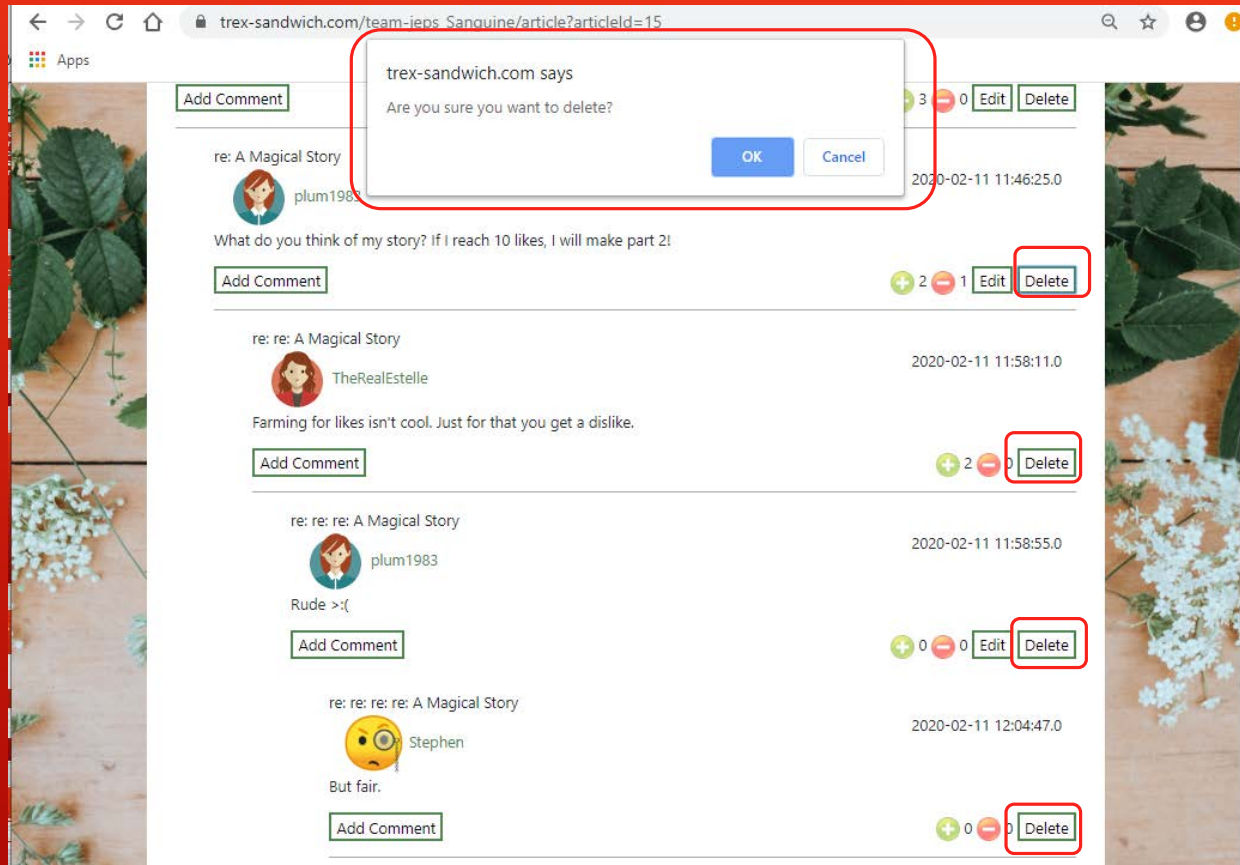 trex-sandwich.com/team-jeps_Sanguine/article?articleId=15
Apps
trex-sandwich.com says
Are you sure you want to delete?
OK Cancel
Add Comment 3 0 Edit Delete
re: A Magical Story
plum1983 2020-02-11 11:46:25.0
What do you think of my story? If I reach 10 likes, I will make part 2!
Add Comment 2 1 Edit Delete
re: re: A Magical Story
TheRealEstelle 2020-02-11 11:58:11.0
Farming for likes isn't cool. Just for that you get a dislike.
Add Comment 2 0 Delete
re: re: re: A Magical Story
plum1983 2020-02-11 11:58:55.0
Rude >:(
Add Comment 0 0 Edit Delete
re: re: re: re: A Magical Story
Stephen 2020-02-11 12:04:47.0
But fair.
Add Comment 0 0 Delete